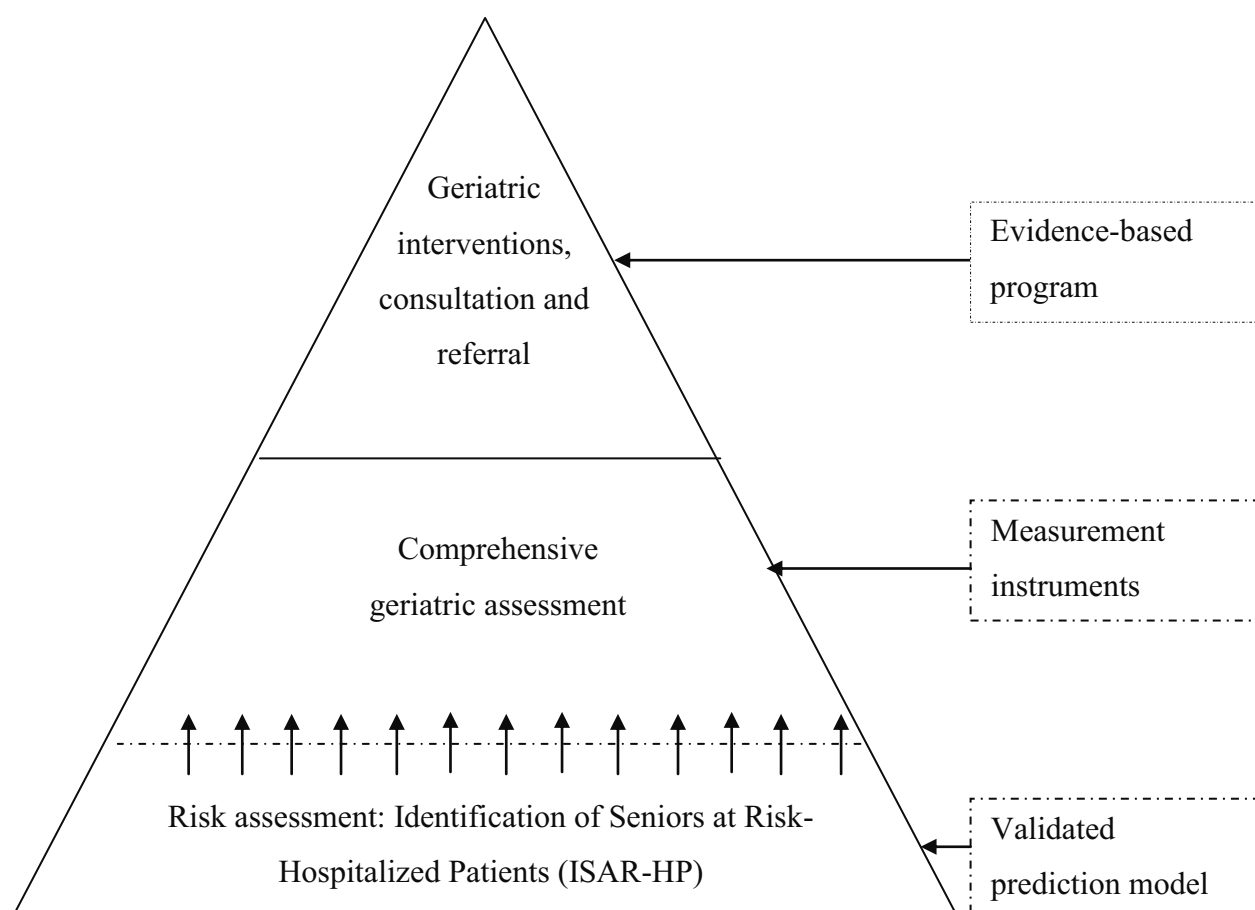 Geriatric
interventions,
consultation and
referral
Evidence-based
program
Comprehensive
geriatric assessment
Measurement
instruments
Risk assessment: Identification of Seniors at Risk-
Hospitalized Patients (ISAR-HP)
Validated
prediction model